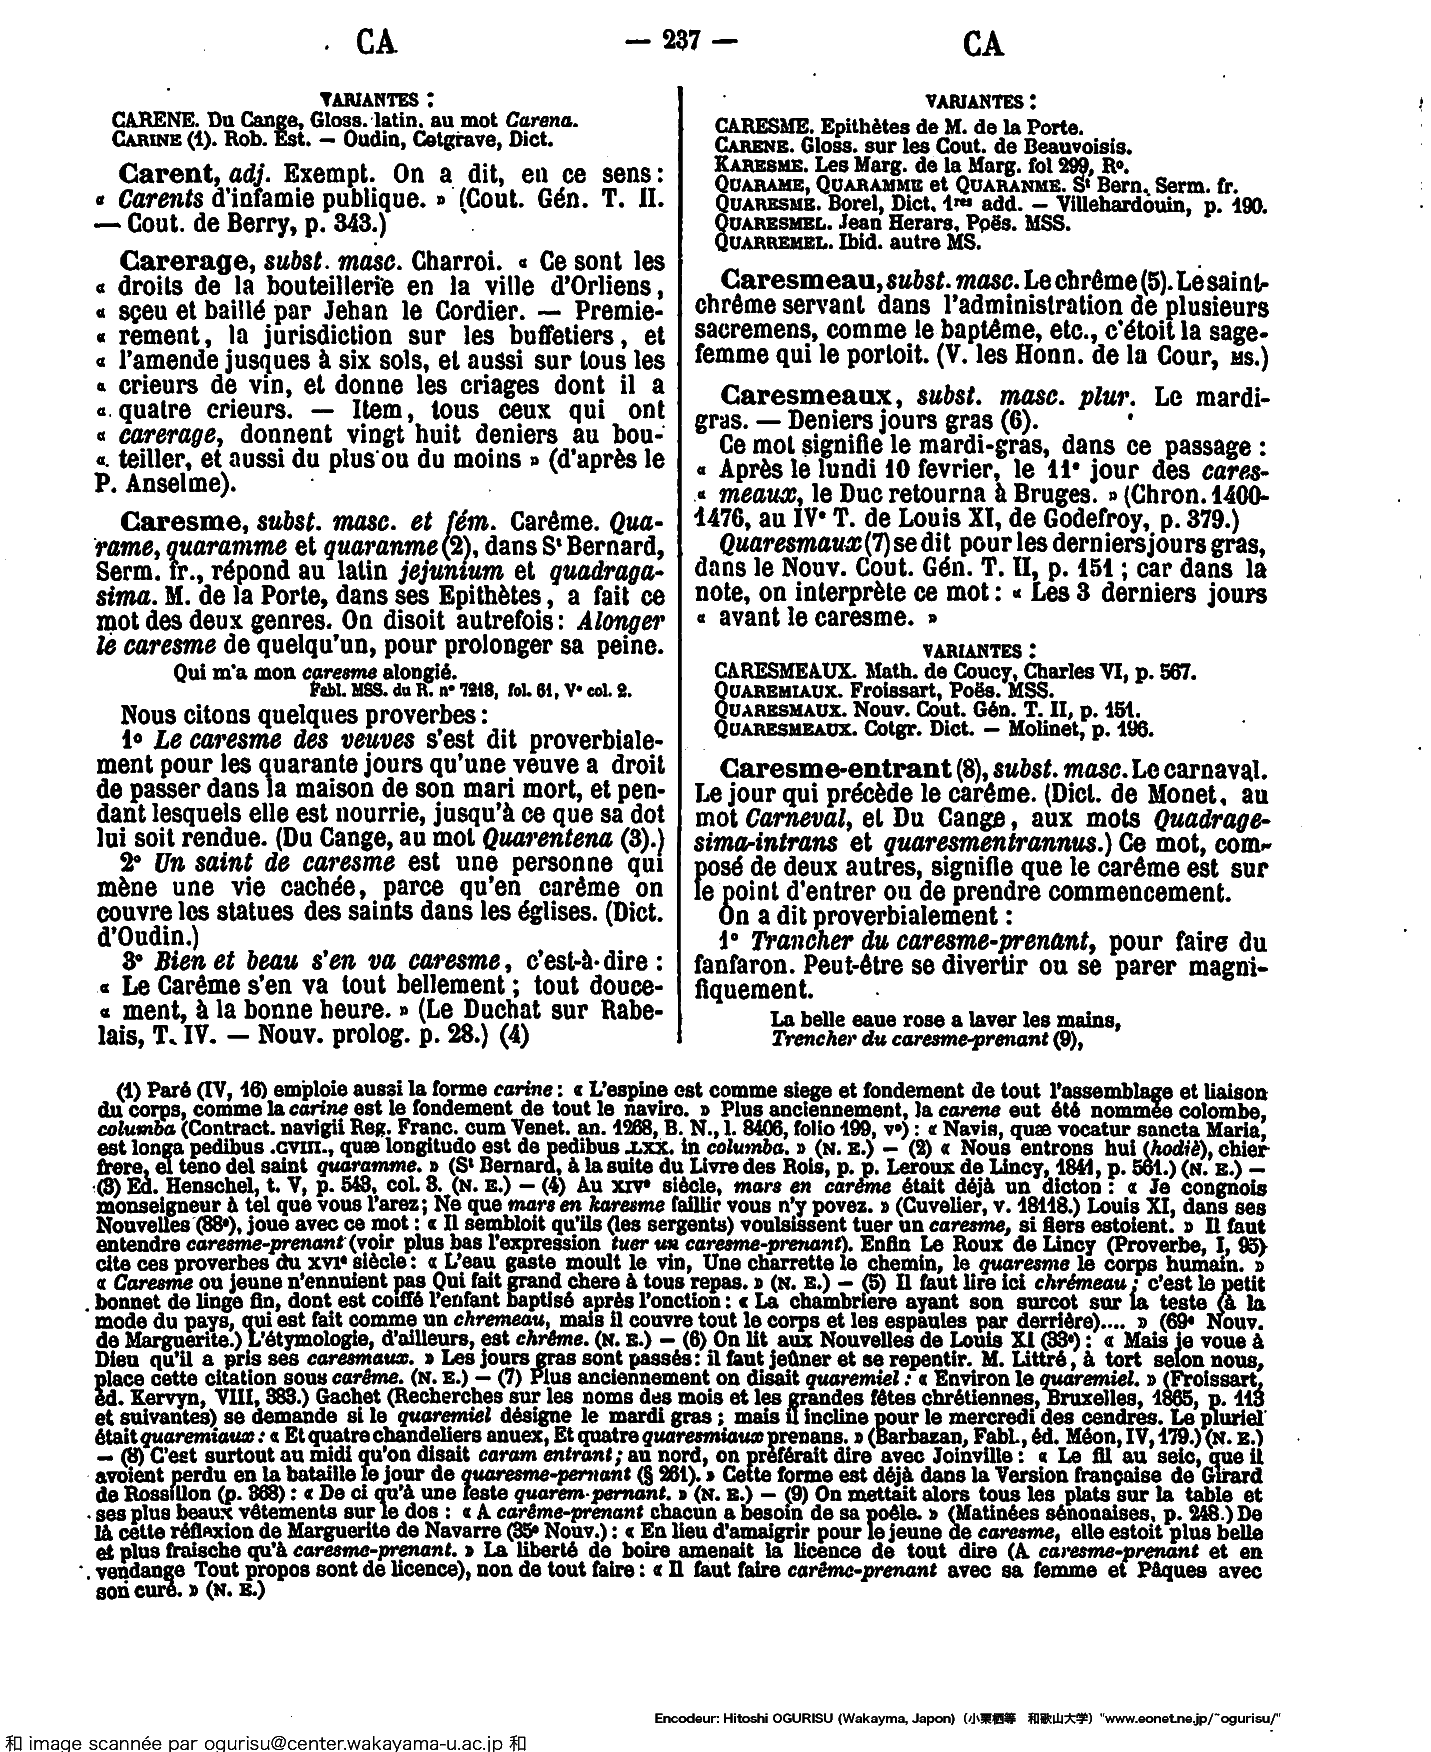 CA
— 237 —
CA
VARIANTES :
CARENE. Du Cange, Gloss. latin. au mot Carena.
CARINE (1). Rob. Est. — Oudin, Cotgrave, Dict.
Carent, adj. Exempt. On a dit, en ce sens :
« Carents d'infamie publique. » (Cout. Gén. T. II.
— Cout. de Berry, p. 343.)
Carerage, subst. masc. Charroi. « Ce sont les
« droits de la bouteillerie en la ville d'Orliens,
« sçeu et baillé par Jehan le Cordier. — Premie-
« rement, la jurisdiction sur les buffetiers, et
« l'amende jusques à six sols, et aussi sur tous les
« crieurs de vin, et donne les criages dont il a
« quatre crieurs. — Item, tous ceux qui ont
« carerage, donnent vingt huit deniers au bou-
« teiller, et aussi du plus ou du moins » (d'après le
P. Anselme).
Caresme, subst. masc. et fém. Carême. Qua-
rame, quaramme et quaranme (2), dans St Bernard,
Serm. fr., répond au latin jejunium et quadraga-
sima. M. de la Porte, dans ses Epithètes, a fait ce
mot des deux genres. On disoit autrefois : Alonger
le caresme de quelqu'un, pour prolonger sa peine.
Qui m'a mon caresme alongié.
Fabl. MSS. du R. n° 7218, fol. 61, V° col. 2.
Nous citons quelques proverbes :
1° Le caresme des veuves s'est dit proverbiale-
ment pour les quarante jours qu'une veuve a droit
de passer dans la maison de son mari mort, et pen-
dant lesquels elle est nourrie, jusqu'à ce que sa dot
lui soit rendue. (Du Cange, au mot Quarentena (3).)
2° Un saint de caresme est une personne qui
mène une vie cachée, parce qu'en carême on
couvre les statues des saints dans les églises. (Dict.
d'Oudin.)
3° Bien et beau s'en va caresme, c'est-à-dire :
« Le Carême s'en va tout bellement ; tout douce-
« ment, à la bonne heure. » (Le Duchat sur Rabe-
lais, T. IV. — Nouv. prolog. p. 28.) (4)
VARIANTES :
CARESME. Epithètes de M. de la Porte.
CARENE. Gloss. sur les Cout. de Beauvoisis.
KARESME. Les Marg. de la Marg. fol 299, R°.
QUARAME, QUARAMME et QUARANME. St Bern. Serm. fr.
QUARESME. Borel, Dict. 1res add. — Villehardouin, p. 190.
QUARESMEL. Jean Herars, Poës. MSS.
QUARREMEL. Ibid. autre MS.
Caresmeau, subst. masc. Le chrême (5). Le saint-
chrême servant dans l'administration de plusieurs
sacremens, comme le baptême, etc., c'étoit la sage-
femme qui le portoit. (V. les Honn. de la Cour, MS.)
Caresmeaux, subst. masc. plur. Le mardi-
gras. — Deniers jours gras (6).
Ce mot signifie le mardi-gras, dans ce passage :
« Après le lundi 10 fevrier, le 11e jour des cares-
« meaux, le Duc retourna à Bruges. » (Chron. 1400-
1476, au IVe T. de Louis XI, de Godefroy, p. 379.)
Quaresmaux (7) se dit pour les derniers jours gras,
dans le Nouv. Cout. Gén. T. II, p. 151 ; car dans la
note, on interprète ce mot : « Les 3 derniers jours
« avant le caresme. »
VARIANTES :
CARESMEAUX. Math. de Coucy, Charles VI, p. 567.
QUAREMIAUX. Froissart, Poës. MSS.
QUARESMAUX. Nouv. Cout. Gén. T. II, p. 151.
QUARESMEAUX. Cotgr. Dict. — Molinet, p. 196.
Caresme-entrant (8), subst. masc. Le carnaval.
Le jour qui précède le carême. (Dict. de Monet, au
mot Carneval, et Du Cange, aux mots Quadrage-
sima-intrans et quaresmentrannus.) Ce mot, com-
posé de deux autres, signifie que le carême est sur
le point d'entrer ou de prendre commencement.
On a dit proverbialement :
1° Trancher du caresme-prenant, pour faire du
fanfaron. Peut-être se divertir ou se parer magni-
fiquement.
La belle eaue rose a laver les mains,
Trencher du caresme-prenant (9),
(1) Paré (IV, 16) emploie aussi la forme carine : « L'espine est comme siege et fondement de tout l'assemblage et liaison
du corps, comme la carine est le fondement de tout le naviro. » Plus anciennement, la carene eut été nommée colombe,
columba (Contract. navigii Reg. Franc. cum Venet. an. 1268, B. N., l. 8406, folio 199, v°) : « Navis, quæ vocatur sancta Maria,
est longa pedibus .CVIII., quæ longitudo est de pedibus .LXX. in columba. » (N. E.) — (2) « Nous entrons hui (hodiè), chier
frere, el teno del saint quaramme. » (St Bernard, à la suite du Livre des Rois, p. p. Leroux de Lincy, 1841, p. 561.) (N. E.) —
(3) Ed. Henschel, t. V, p. 543, col. 3. (N. E.) — (4) Au XIVe siècle, mars en carême était déjà un dicton : « Je congnois
monseigneur à tel que vous l'arez ; Ne que mars en karesme faillir vous n'y povez. » (Cuvelier, v. 18118.) Louis XI, dans ses
Nouvelles (88e), joue avec ce mot : « Il sembloit qu'ils (les sergents) voulsissent tuer un caresme, si fiers estoient. » Il faut
entendre caresme-prenant (voir plus bas l'expression tuer un caresme-prenant). Enfin Le Roux de Lincy (Proverbe, I, 95)
cite ces proverbes du XVIe siècle : « L'eau gaste moult le vin, Une charrette le chemin, le quaresme le corps humain. »
« Caresme ou jeune n'ennuient pas Qui fait grand chere à tous repas. » (N. E.) — (5) Il faut lire ici chrémeau ; c'est le petit
bonnet de linge fin, dont est coiffé l'enfant baptisé après l'onction : « La chambriere ayant son surcot sur la teste (à la
mode du pays, qui est fait comme un chremeau, mais il couvre tout le corps et les espaules par derrière).... » (69e Nouv.
de Marguerite.) L'étymologie, d'ailleurs, est chrême. (N. E.) — (6) On lit aux Nouvelles de Louis XI (33e) : « Mais je voue à
Dieu qu'il a pris ses caresmaux. » Les jours gras sont passés : il faut jeûner et se repentir. M. Littré, à tort selon nous,
place cette citation sous carême. (N. E.) — (7) Plus anciennement on disait quaremiel : « Environ le quaremiel. » (Froissart,
éd. Kervyn, VIII, 383.) Gachet (Recherches sur les noms des mois et les grandes fêtes chrétiennes, Bruxelles, 1865, p. 113
et suivantes) se demande si le quaremiel désigne le mardi gras ; mais il incline pour le mercredi des cendres. Le pluriel
était quaremiaux : « Et quatre chandeliers anuex, Et quatre quaresmiaux prenans. » (Barbazan, Fabl., éd. Méon, IV, 179.) (N. E.)
— (8) C'est surtout au midi qu'on disait caram entrant ; au nord, on préférait dire avec Joinville : « Le fil au seic, que il
avoient perdu en la bataille le jour de quaresme-pernant (§ 261). » Cette forme est déjà dans la Version française de Girard
de Rossillon (p. 368) : « De ci qu'à une feste quarem-pernant. » (N. E.) — (9) On mettait alors tous les plats sur la table et
ses plus beaux vêtements sur le dos : « A carême-prenant chacun a besoin de sa poêle. » (Matinées sénonaises, p. 248.) De
là cette réflexion de Marguerite de Navarre (35e Nouv.) : « En lieu d'amaigrir pour le jeune de caresme, elle estoit plus belle
et plus fraische qu'à caresme-prenant. » La liberté de boire amenait la licence de tout dire (A caresme-prenant et en
vendange Tout propos sont de licence), non de tout faire : « Il faut faire carême-prenant avec sa femme et Pâques avec
son curé. » (N. E.)
Encodeur: Hitoshi OGURISU (Wakayma, Japon) (小栗栖等 和歌山大学) "www.eonet.ne.jp/~ogurisu/"
和 image scannée par ogurisu@center.wakayama-u.ac.jp 和